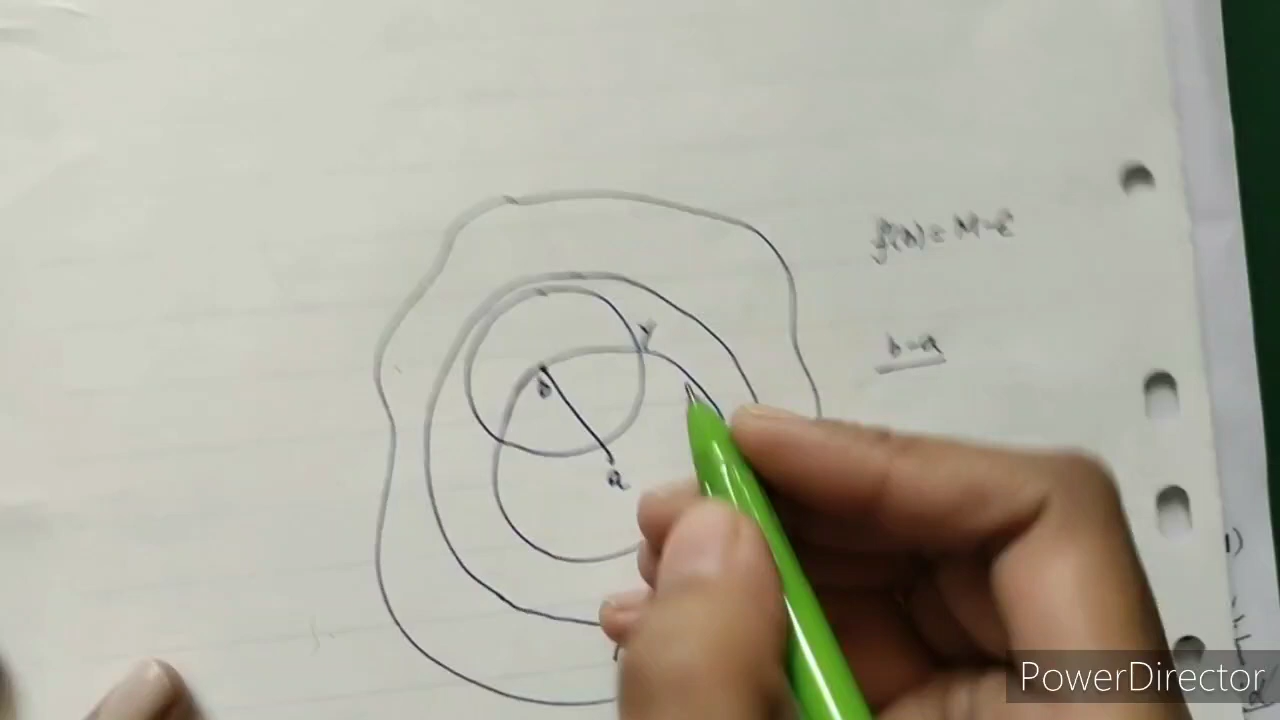 f(b) = M - ε
γ
b - a
b
a
PowerDirector